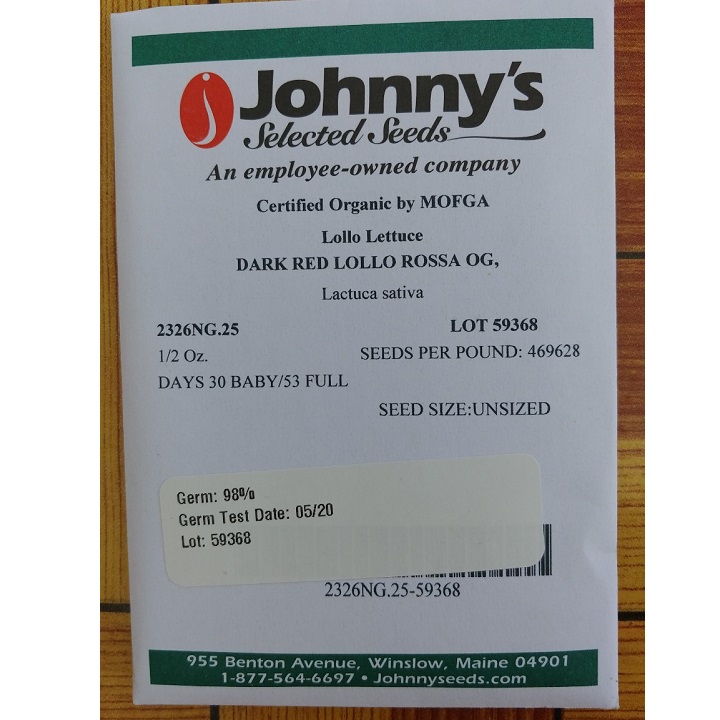 Johnny's
Selected Seeds
An employee-owned company
Certified Organic by MOFGA
Lollo Lettuce
DARK RED LOLLO ROSSA OG,
Lactuca sativa
2326NG.25 LOT 59368
1/2 Oz. SEEDS PER POUND: 469628
DAYS 30 BABY/53 FULL
SEED SIZE:UNSIZED
Germ: 98%
Germ Test Date: 05/20
Lot: 59368
2326NG.25-59368
955 Benton Avenue, Winslow, Maine 04901
1-877-564-6697 • Johnnyseeds.com